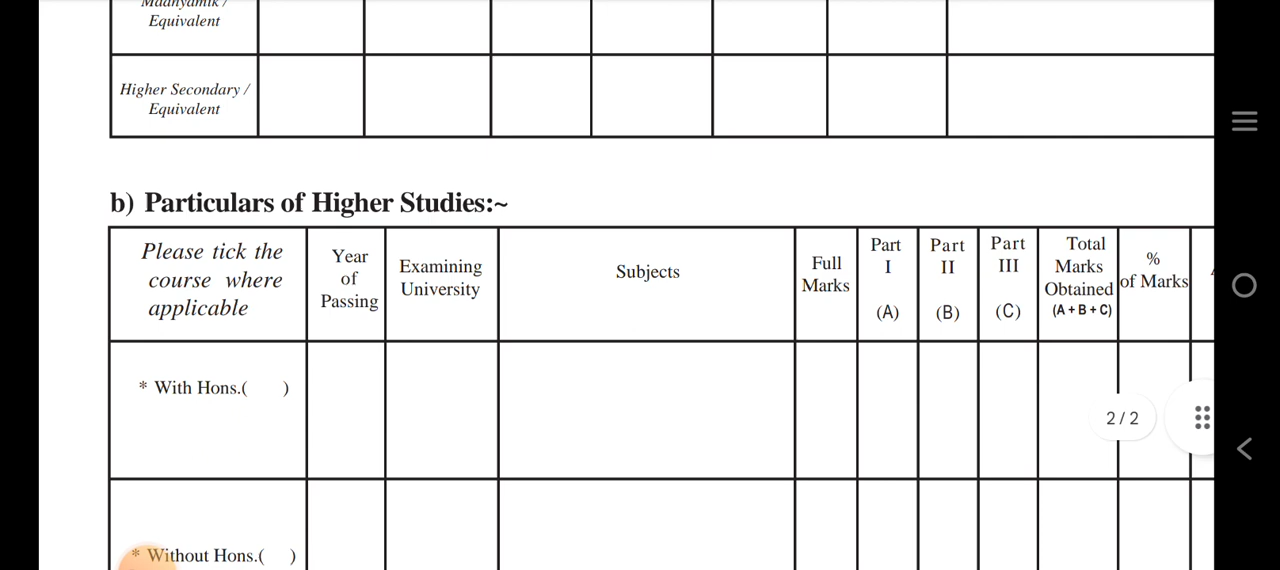 Madhyamik /
Equivalent
Higher Secondary /
Equivalent
b) Particulars of Higher Studies:~
Please tick the
course where
applicable
Year
of
Passing
Examining
University
Subjects
Full
Marks
Part
I
(A)
Part
II
(B)
Part
III
(C)
Total
Marks
Obtained
(A + B + C)
%
of Marks
* With Hons.( )
2 / 2
* Without Hons.( )